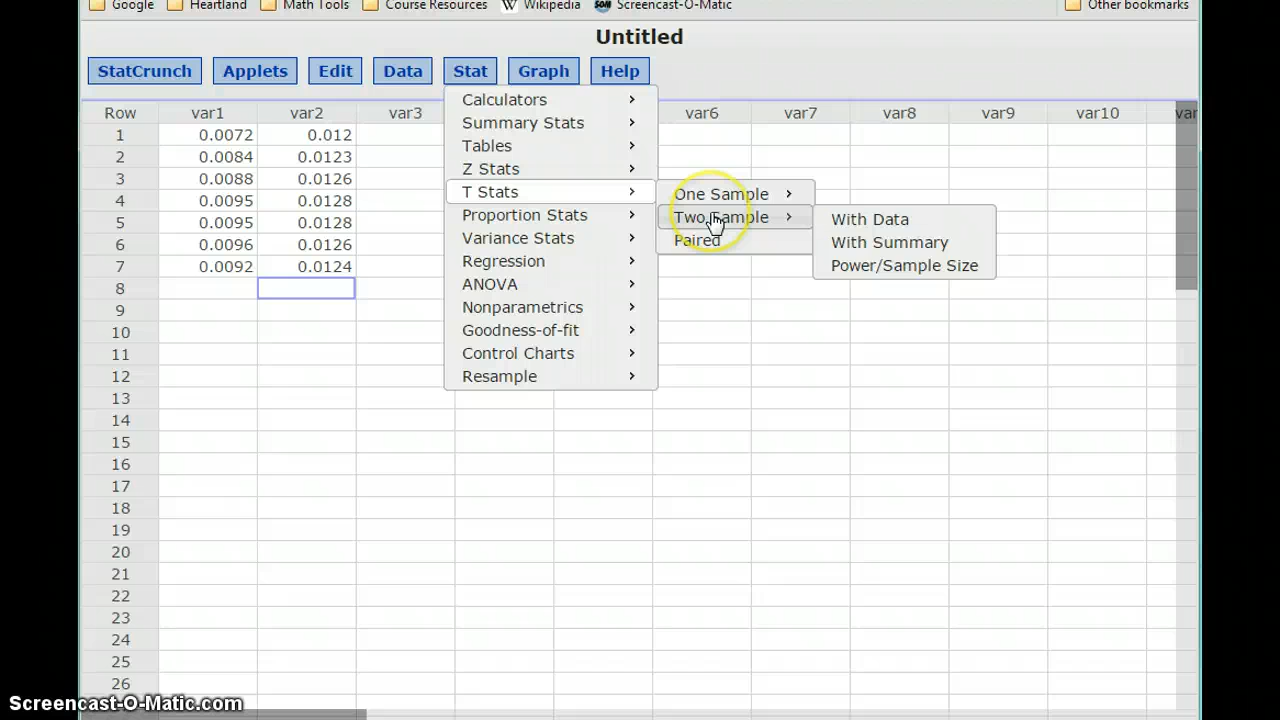 Google Heartland Math Tools Course Resources W Wikipedia SOM Screencast-O-Matic Other bookmarks
Untitled
StatCrunch Applets Edit Data Stat Graph Help
Row var1 var2 var3 var6 var7 var8 var9 var10 var
1 0.0072 0.012
2 0.0084 0.0123
3 0.0088 0.0126
4 0.0095 0.0128
5 0.0095 0.0128
6 0.0096 0.0126
7 0.0092 0.0124
8
9
10
11
12
13
14
15
16
17
18
19
20
21
22
23
24
25
26
Calculators
Summary Stats
Tables
Z Stats
T Stats
Proportion Stats
Variance Stats
Regression
ANOVA
Nonparametrics
Goodness-of-fit
Control Charts
Resample
One Sample
Two Sample
Paired
With Data
With Summary
Power/Sample Size
Screencast-O-Matic.com